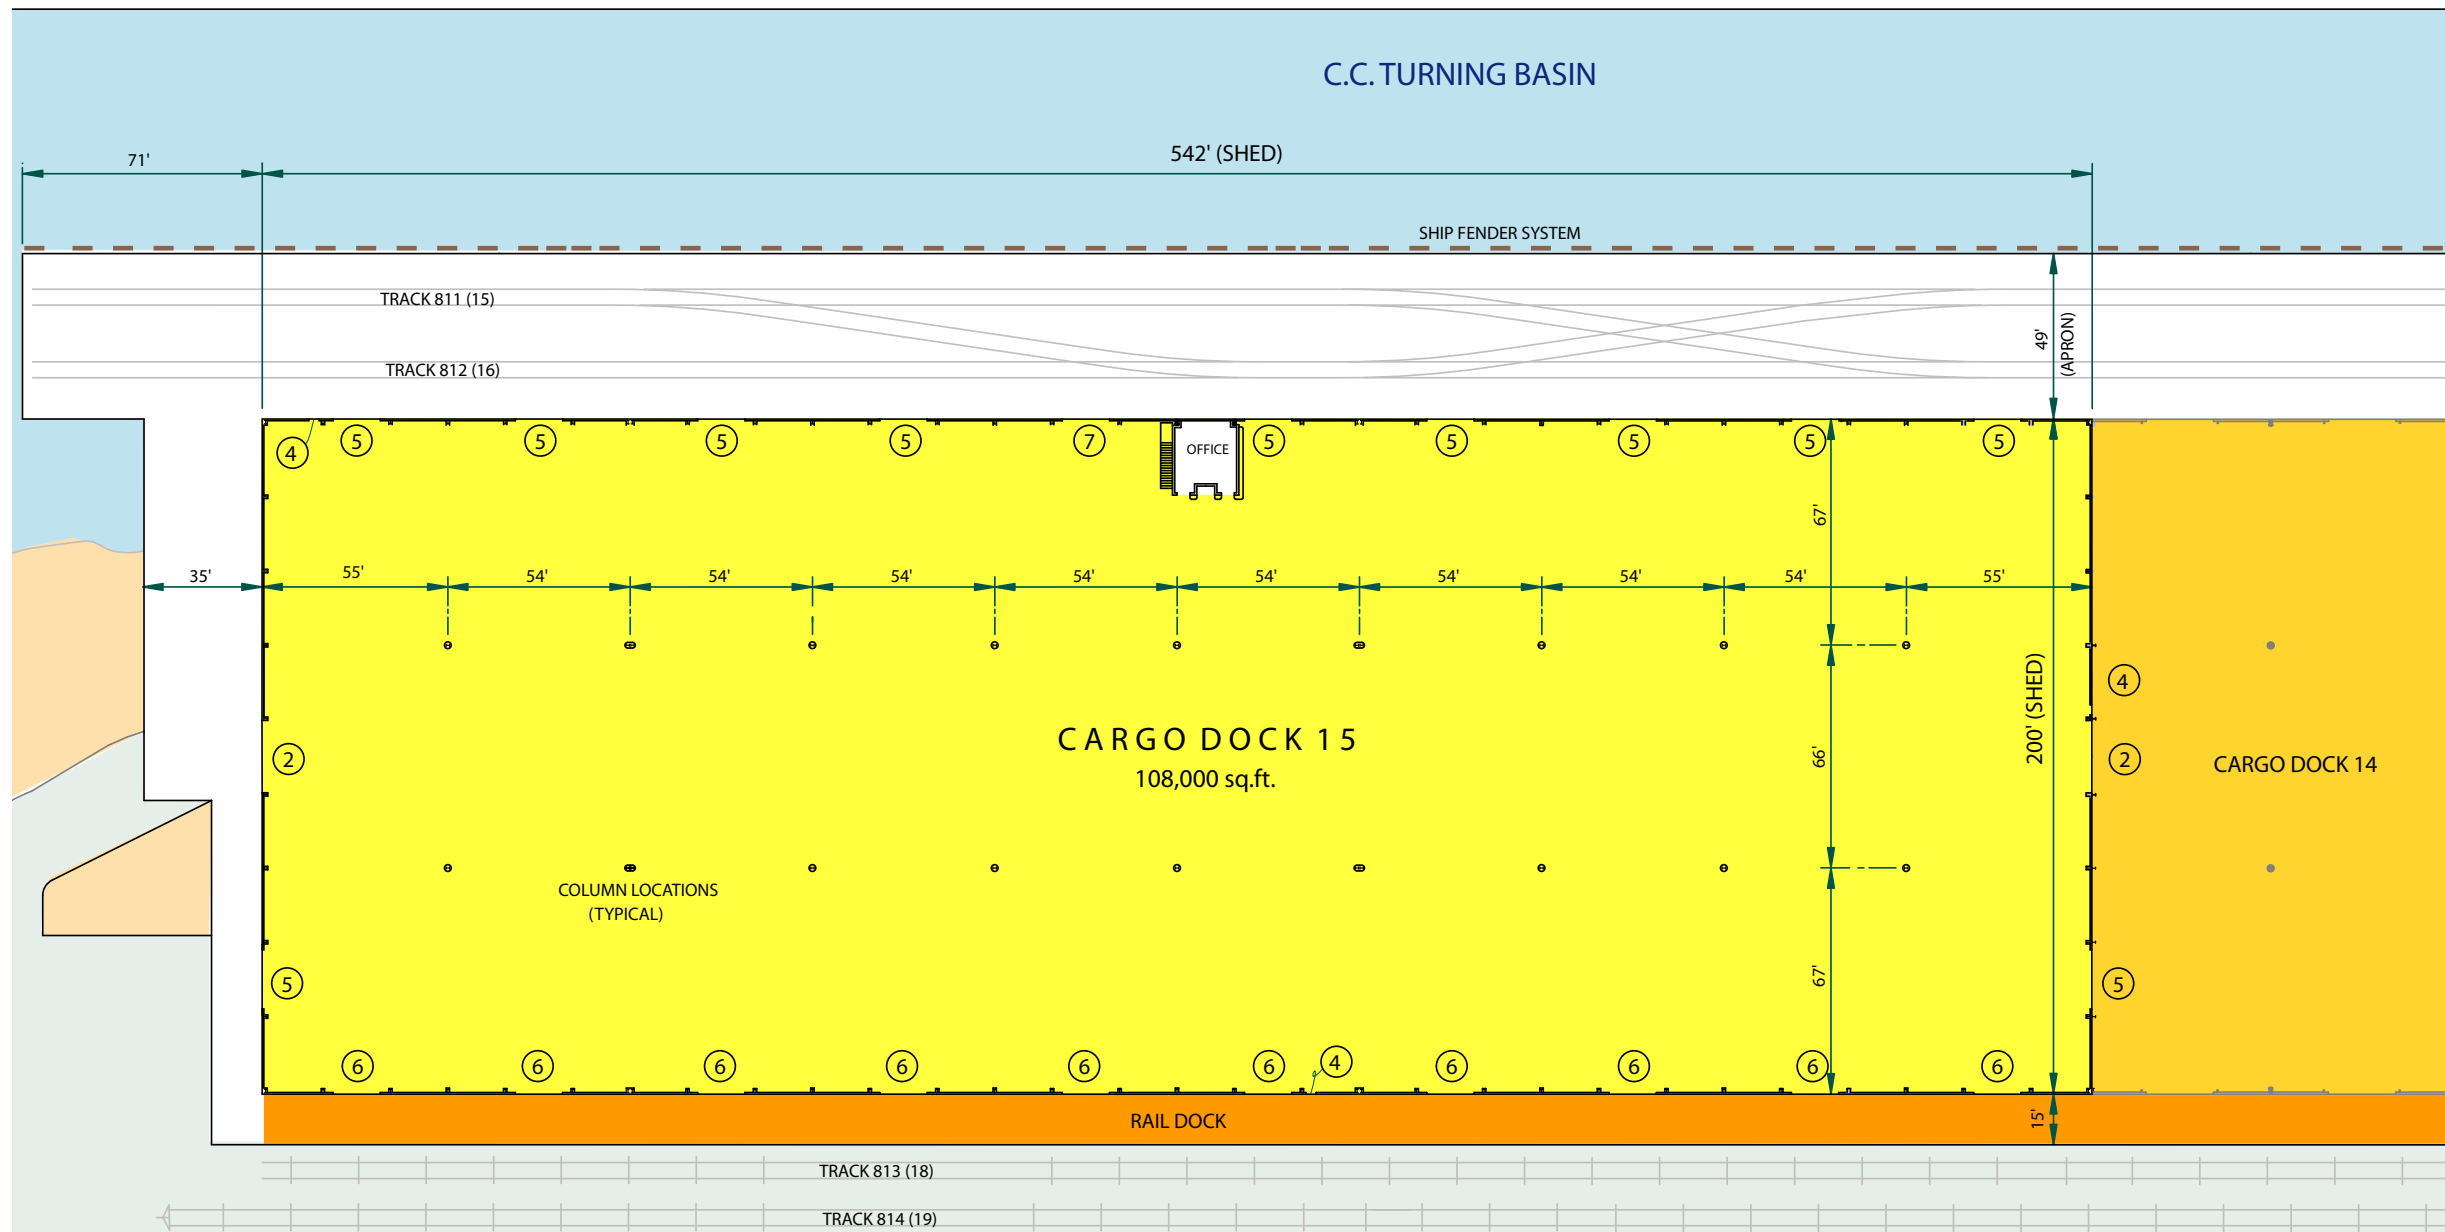 C.C. TURNING BASIN
71'
542' (SHED)
SHIP FENDER SYSTEM
TRACK 811 (15)
49'
(APRON)
TRACK 812 (16)
4
5
5
5
5
7
OFFICE
5
5
5
5
5
67'
35'
55'
54'
54'
54'
54'
54'
54'
54'
54'
55'
CARGO DOCK 15
108,000 sq.ft.
66'
200' (SHED)
4
2
2
CARGO DOCK 14
COLUMN LOCATIONS
(TYPICAL)
67'
5
5
6
6
6
6
6
6
4
6
6
6
6
RAIL DOCK
15'
TRACK 813 (18)
TRACK 814 (19)